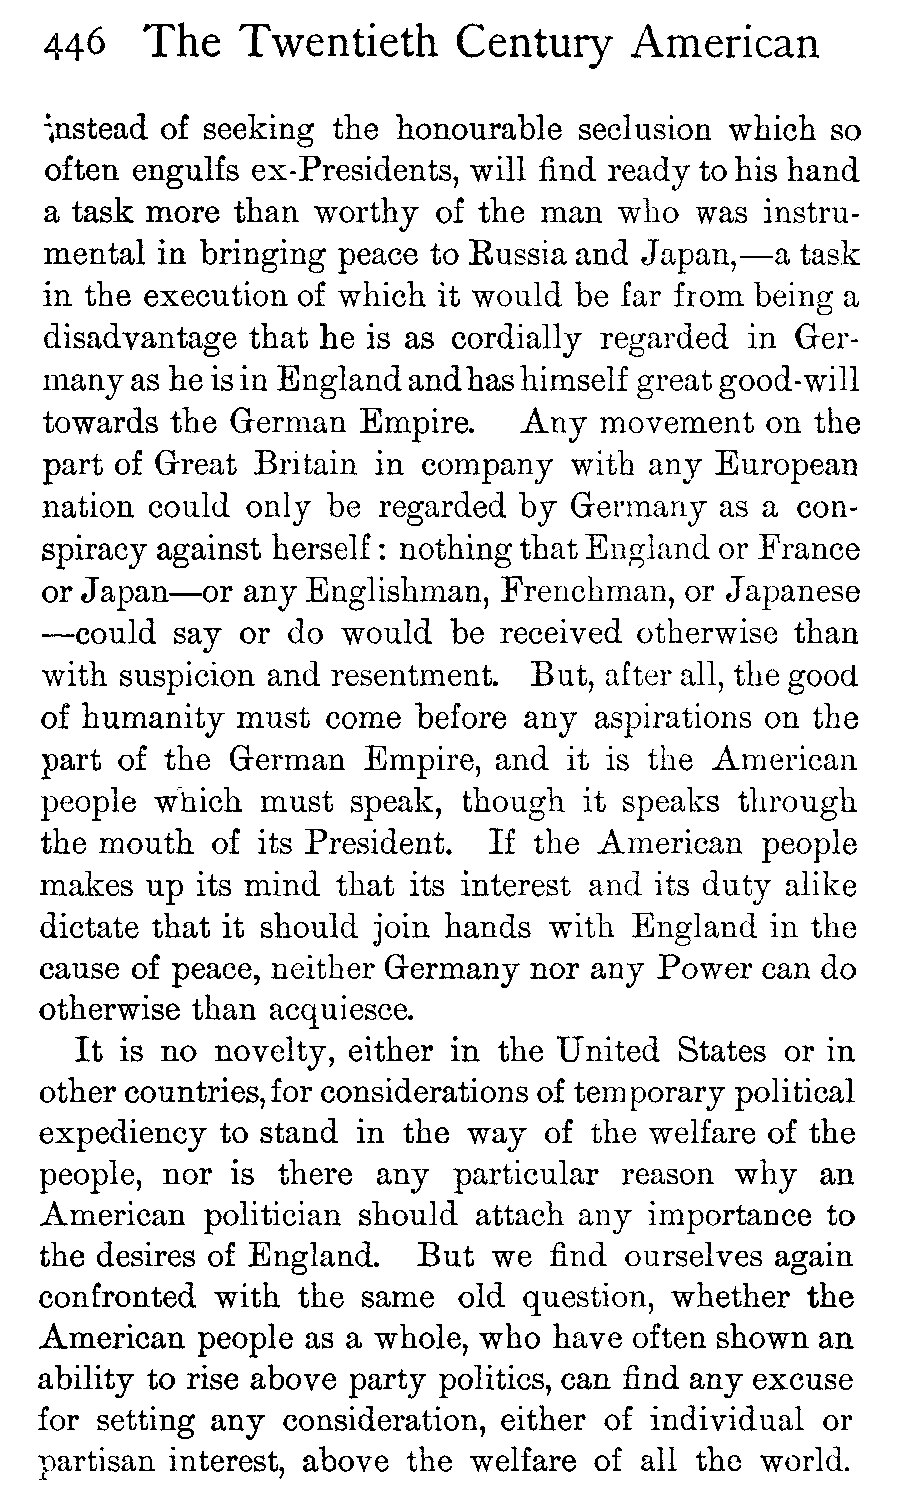 446 The Twentieth Century American
instead of seeking the honourable seclusion which so
often engulfs ex-Presidents, will find ready to his hand
a task more than worthy of the man who was instru-
mental in bringing peace to Russia and Japan,—a task
in the execution of which it would be far from being a
disadvantage that he is as cordially regarded in Ger-
many as he is in England and has himself great good-will
towards the German Empire. Any movement on the
part of Great Britain in company with any European
nation could only be regarded by Germany as a con-
spiracy against herself: nothing that England or France
or Japan—or any Englishman, Frenchman, or Japanese
—could say or do would be received otherwise than
with suspicion and resentment. But, after all, the good
of humanity must come before any aspirations on the
part of the German Empire, and it is the American
people which must speak, though it speaks through
the mouth of its President. If the American people
makes up its mind that its interest and its duty alike
dictate that it should join hands with England in the
cause of peace, neither Germany nor any Power can do
otherwise than acquiesce.
It is no novelty, either in the United States or in
other countries, for considerations of temporary political
expediency to stand in the way of the welfare of the
people, nor is there any particular reason why an
American politician should attach any importance to
the desires of England. But we find ourselves again
confronted with the same old question, whether the
American people as a whole, who have often shown an
ability to rise above party politics, can find any excuse
for setting any consideration, either of individual or
partisan interest, above the welfare of all the world.